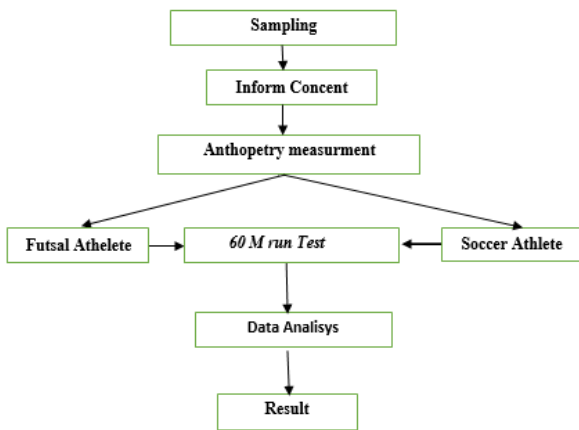 Sampling
Inform Concent
Anthopetry measurment
Futsal Athelete
60 M run Test
Soccer Athlete
Data Analisys
Result